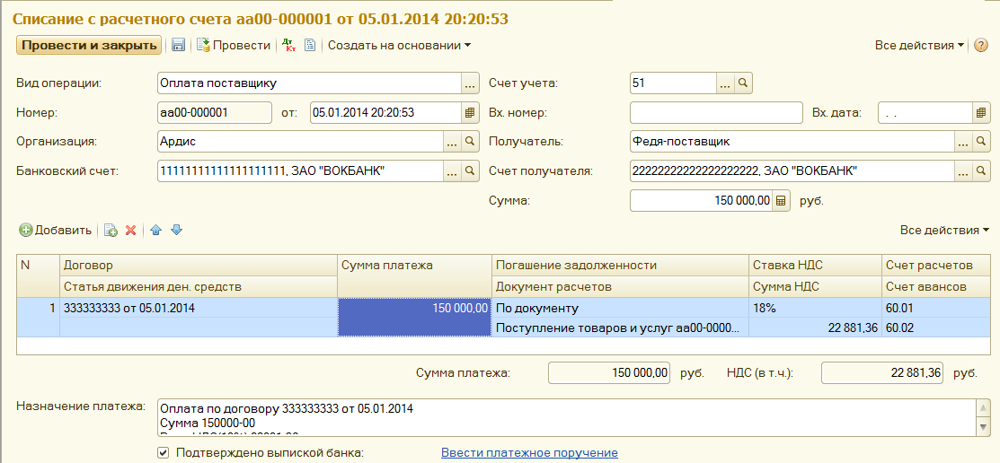 Списание с расчетного счета аа00-000001 от 05.01.2014 20:20:53
Провести и закрыть Провести Дт Кт Создать на основании Все действия ?
Вид операции: Оплата поставщику ... Счет учета: 51 ...
Номер: аа00-000001 от: 05.01.2014 20:20:53 Вх. номер: Вх. дата: . .
Организация: Ардис ... Получатель: Федя-поставщик ...
Банковский счет: 11111111111111111111, ЗАО "ВОКБАНК" ... Счет получателя: 22222222222222222222, ЗАО "ВОКБАНК" ...
Сумма: 150 000,00 руб.
Добавить Все действия
N Договор Сумма платежа Погашение задолженности Ставка НДС Счет расчетов
Статья движения ден. средств Документ расчетов Сумма НДС Счет авансов
1 333333333 от 05.01.2014 150 000,00 По документу 18% 60.01
Поступление товаров и услуг аа00-0000... 22 881,36 60.02
Сумма платежа: 150 000,00 руб. НДС (в т.ч.): 22 881,36 руб.
Назначение платежа: Оплата по договору 333333333 от 05.01.2014
Сумма 150000-00
Подтверждено выпиской банка: Ввести платежное поручение